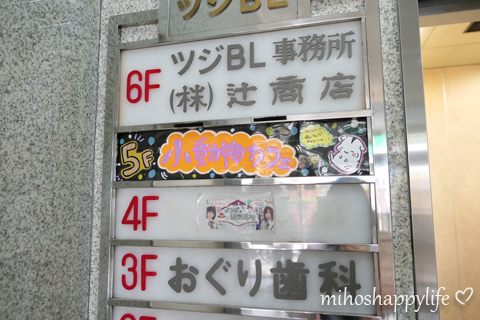 ツジBL
6F ツジBL 事務所
(株) 辻商店
5F 小動物カフェ
4F
3F おぐり歯科
mihoshappylife♡